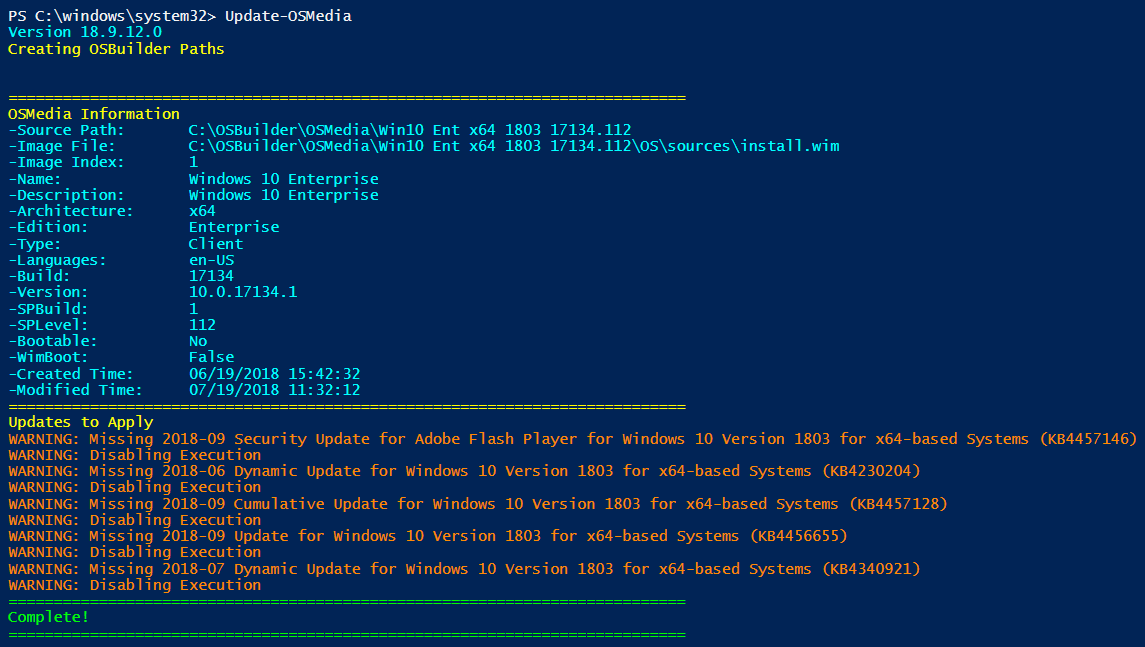 PS C:\windows\system32> Update-OSMedia
Version 18.9.12.0
Creating OSBuilder Paths
===========================================================================
OSMedia Information
-Source Path:       C:\OSBuilder\OSMedia\Win10 Ent x64 1803 17134.112
-Image File:        C:\OSBuilder\OSMedia\Win10 Ent x64 1803 17134.112\OS\sources\install.wim
-Image Index:       1
-Name:              Windows 10 Enterprise
-Description:       Windows 10 Enterprise
-Architecture:      x64
-Edition:           Enterprise
-Type:              Client
-Languages:         en-US
-Build:             17134
-Version:           10.0.17134.1
-SPBuild:           1
-SPLevel:           112
-Bootable:          No
-WimBoot:           False
-Created Time:      06/19/2018 15:42:32
-Modified Time:     07/19/2018 11:32:12
===========================================================================
Updates to Apply
WARNING: Missing 2018-09 Security Update for Adobe Flash Player for Windows 10 Version 1803 for x64-based Systems (KB4457146)
WARNING: Disabling Execution
WARNING: Missing 2018-06 Dynamic Update for Windows 10 Version 1803 for x64-based Systems (KB4230204)
WARNING: Disabling Execution
WARNING: Missing 2018-09 Cumulative Update for Windows 10 Version 1803 for x64-based Systems (KB4457128)
WARNING: Disabling Execution
WARNING: Missing 2018-09 Update for Windows 10 Version 1803 for x64-based Systems (KB4456655)
WARNING: Disabling Execution
WARNING: Missing 2018-07 Dynamic Update for Windows 10 Version 1803 for x64-based Systems (KB4340921)
WARNING: Disabling Execution
===========================================================================
Complete!
===========================================================================